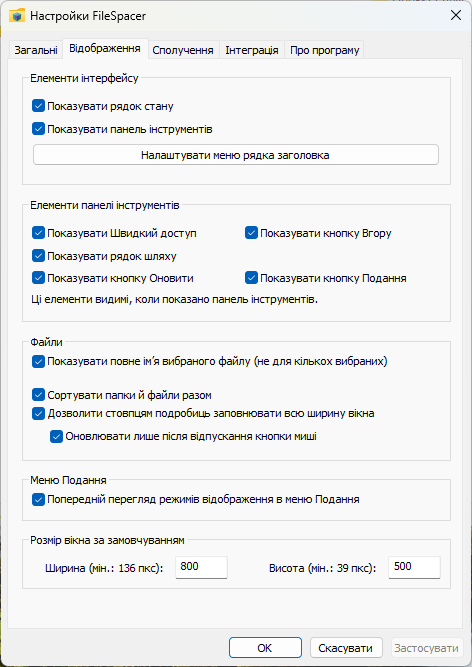 Настройки FileSpacer
Загальні Відображення Сполучення Інтеграція Про програму
Елементи інтерфейсу
Показувати рядок стану
Показувати панель інструментів
Налаштувати меню рядка заголовка
Елементи панелі інструментів
Показувати Швидкий доступ Показувати кнопку Вгору
Показувати рядок шляху
Показувати кнопку Оновити Показувати кнопку Подання
Ці елементи видимі, коли показано панель інструментів.
Файли
Показувати повне ім’я вибраного файлу (не для кількох вибраних)
Сортувати папки й файли разом
Дозволити стовпцям подробиць заповнювати всю ширину вікна
Оновлювати лише після відпускання кнопки миші
Меню Подання
Попередній перегляд режимів відображення в меню Подання
Розмір вікна за замовчуванням
Ширина (мін.: 136 пкс): 800 Висота (мін.: 39 пкс): 500
OK Скасувати Застосувати